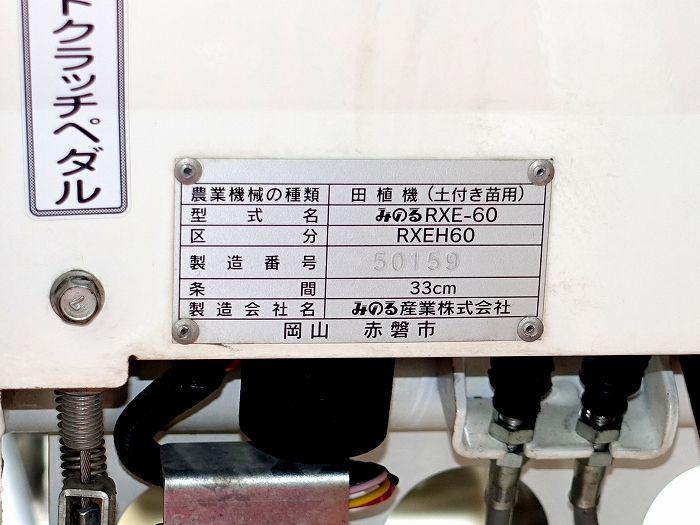 トクラッチペダル
農業機械の種類 田植機(土付き苗用)
型式名 みのるRXE-60
区分 RXEH60
製造番号 50159
条間 33cm
製造会社名 みのる産業株式会社
岡山 赤磐市